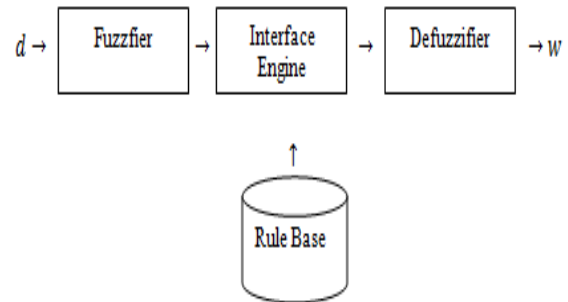 d → Fuzzfier → Interface Engine → Defuzzifier → w
↑
Rule Base